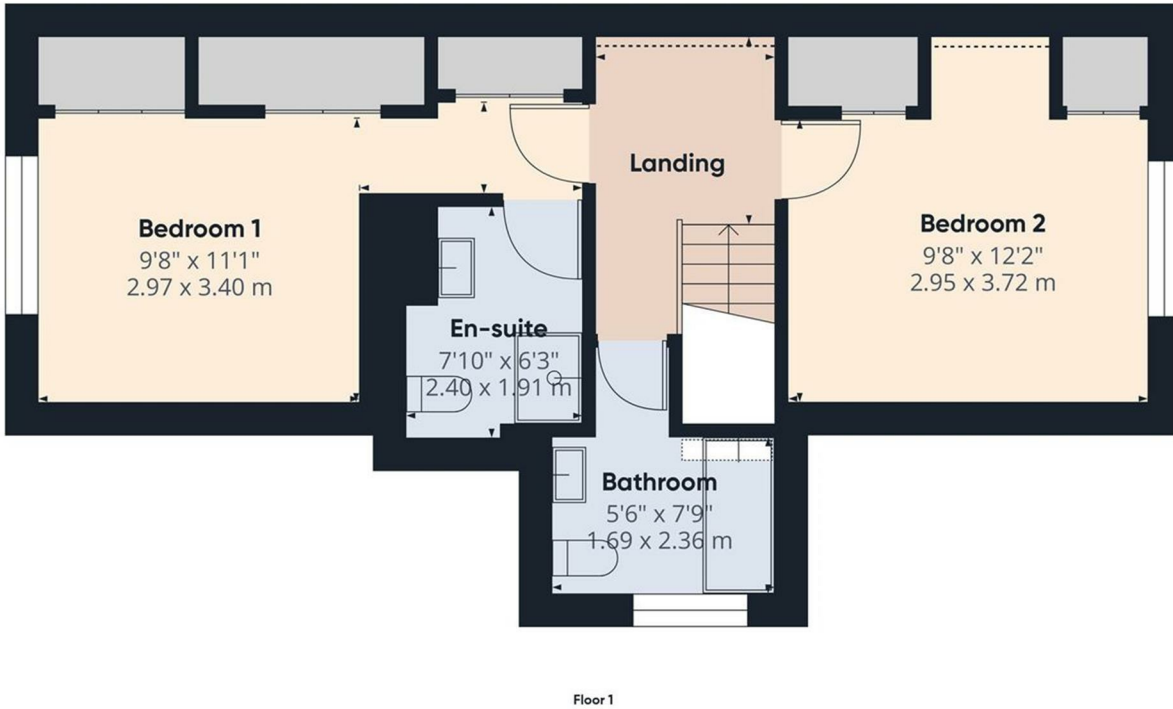 Landing
Bedroom 1
9'8" x 11'1"
2.97 x 3.40 m
Bedroom 2
9'8" x 12'2"
2.95 x 3.72 m
En-suite
7'10" x 6'3"
2.40 x 1.91 m
Bathroom
5'6" x 7'9"
1.69 x 2.36 m
Floor 1